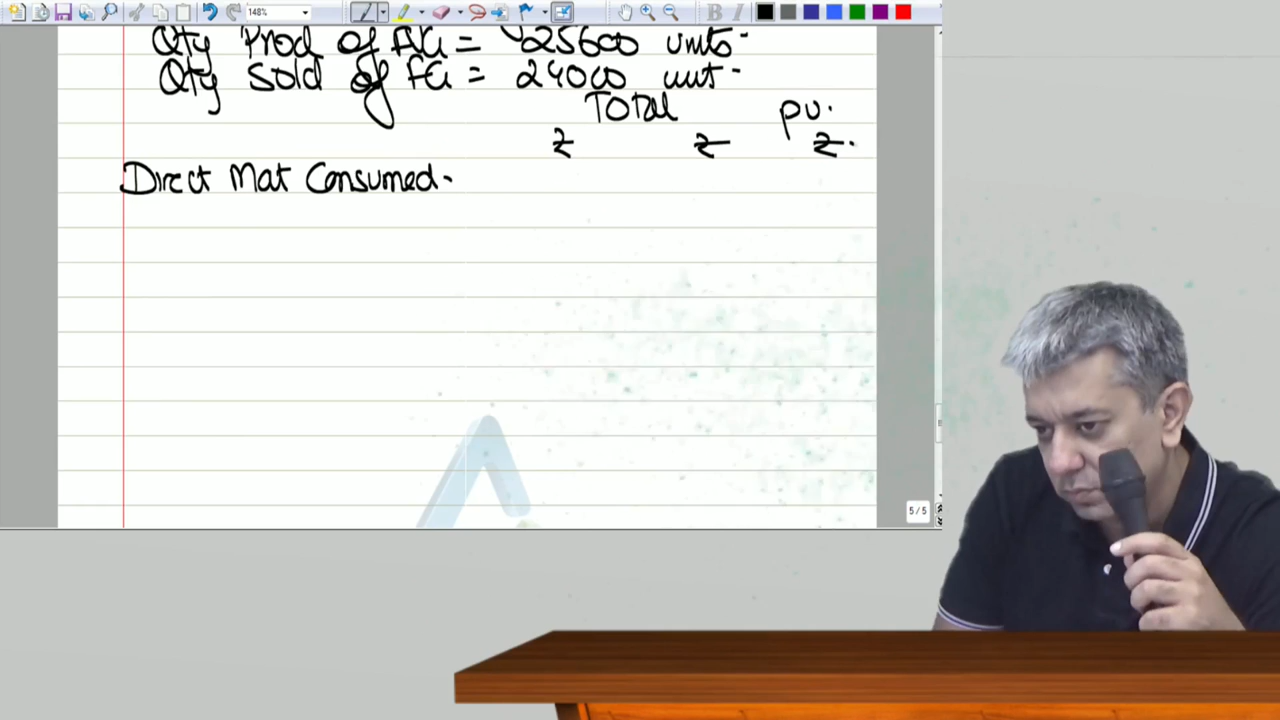 148%
Qty Prod of FG = 25600 units.
Qty Sold of FG = 24000 unit.
TOTAL pu.
₹ ₹ ₹.
Direct Mat Consumed.
5 / 5